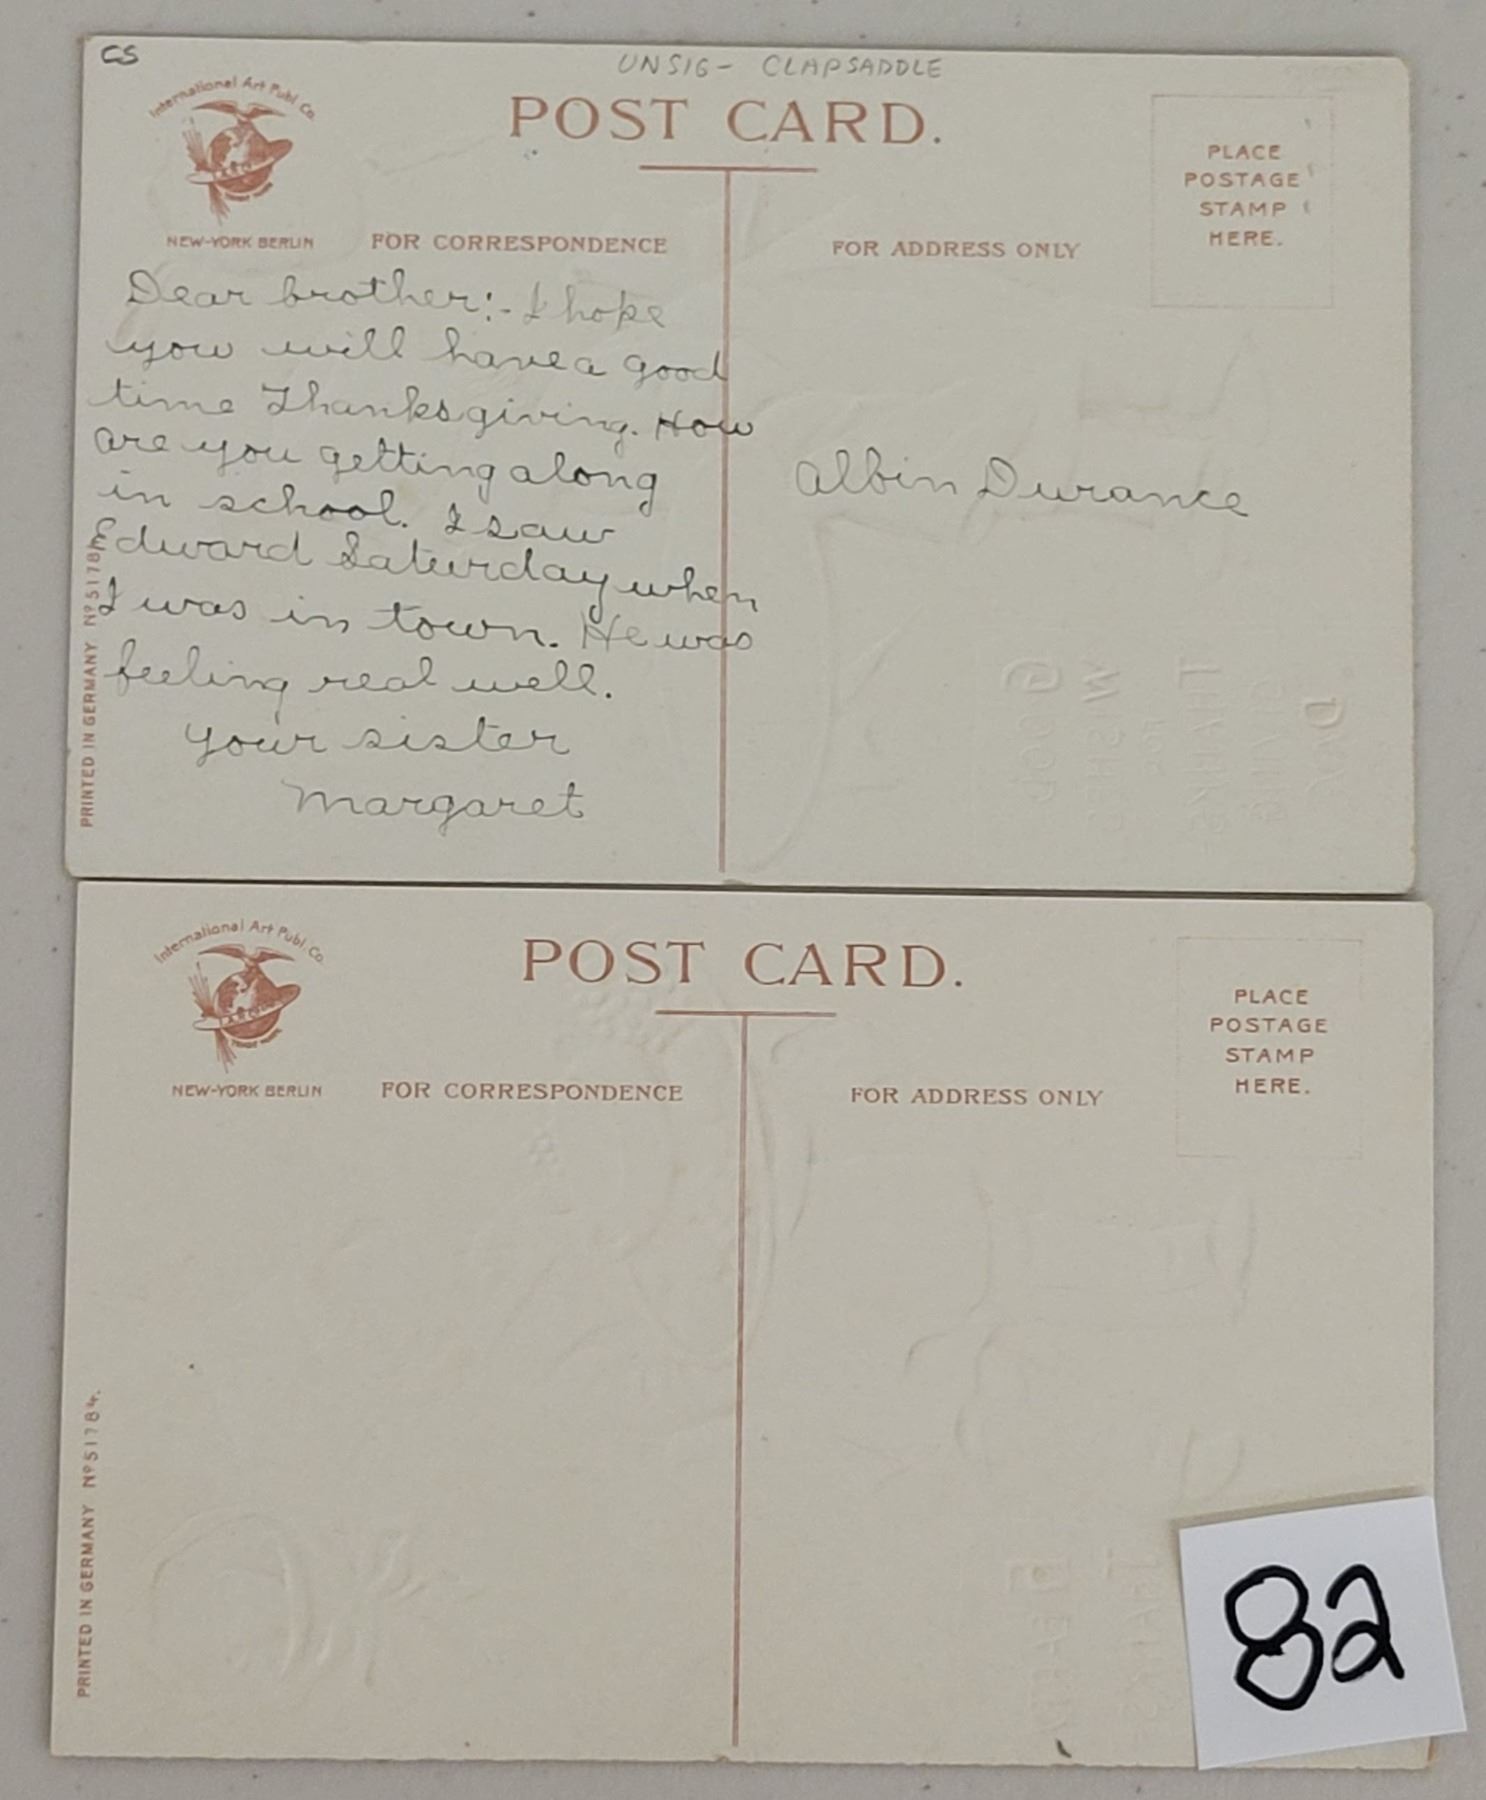 CS
UNSIG- CLAPSADDLE
International Art Publ. Co.
POST CARD.
PLACE
POSTAGE
STAMP
HERE.
NEW-YORK BERLIN
FOR CORRESPONDENCE
FOR ADDRESS ONLY
Dear brother:- I hope
you will have a good
time Thanksgiving. How
are you getting along
in school. I saw
Edward Saturday when
I was in town. He was
feeling real well.
Your sister
Margaret
Albin Durance
PRINTED IN GERMANY Nº 5178
International Art Publ. Co.
POST CARD.
PLACE
POSTAGE
STAMP
HERE.
NEW-YORK BERLIN
FOR CORRESPONDENCE
FOR ADDRESS ONLY
PRINTED IN GERMANY Nº 51784.
82